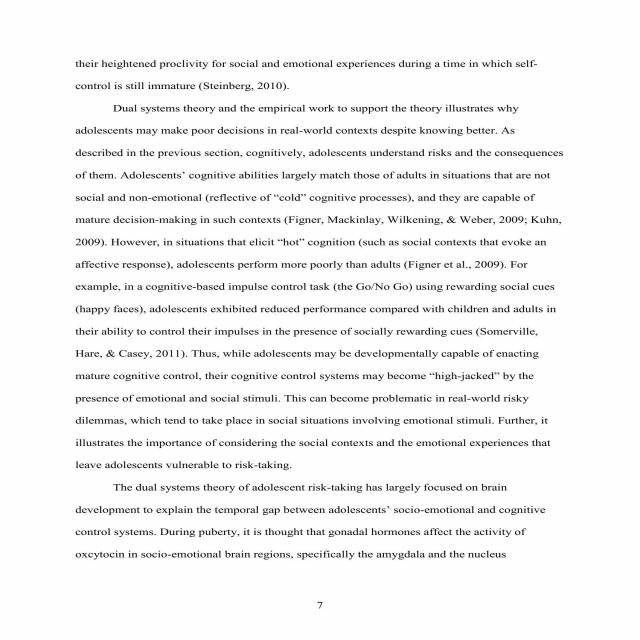 their heightened proclivity for social and emotional experiences during a time in which self-
control is still immature (Steinberg, 2010).
Dual systems theory and the empirical work to support the theory illustrates why
adolescents may make poor decisions in real-world contexts despite knowing better. As
described in the previous section, cognitively, adolescents understand risks and the consequences
of them. Adolescents’ cognitive abilities largely match those of adults in situations that are not
social and non-emotional (reflective of “cold” cognitive processes), and they are capable of
mature decision-making in such contexts (Figner, Mackinlay, Wilkening, & Weber, 2009; Kuhn,
2009). However, in situations that elicit “hot” cognition (such as social contexts that evoke an
affective response), adolescents perform more poorly than adults (Figner et al., 2009). For
example, in a cognitive-based impulse control task (the Go/No Go) using rewarding social cues
(happy faces), adolescents exhibited reduced performance compared with children and adults in
their ability to control their impulses in the presence of socially rewarding cues (Somerville,
Hare, & Casey, 2011). Thus, while adolescents may be developmentally capable of enacting
mature cognitive control, their cognitive control systems may become “high-jacked” by the
presence of emotional and social stimuli. This can become problematic in real-world risky
dilemmas, which tend to take place in social situations involving emotional stimuli. Further, it
illustrates the importance of considering the social contexts and the emotional experiences that
leave adolescents vulnerable to risk-taking.
The dual systems theory of adolescent risk-taking has largely focused on brain
development to explain the temporal gap between adolescents’ socio-emotional and cognitive
control systems. During puberty, it is thought that gonadal hormones affect the activity of
oxcytocin in socio-emotional brain regions, specifically the amygdala and the nucleus
7